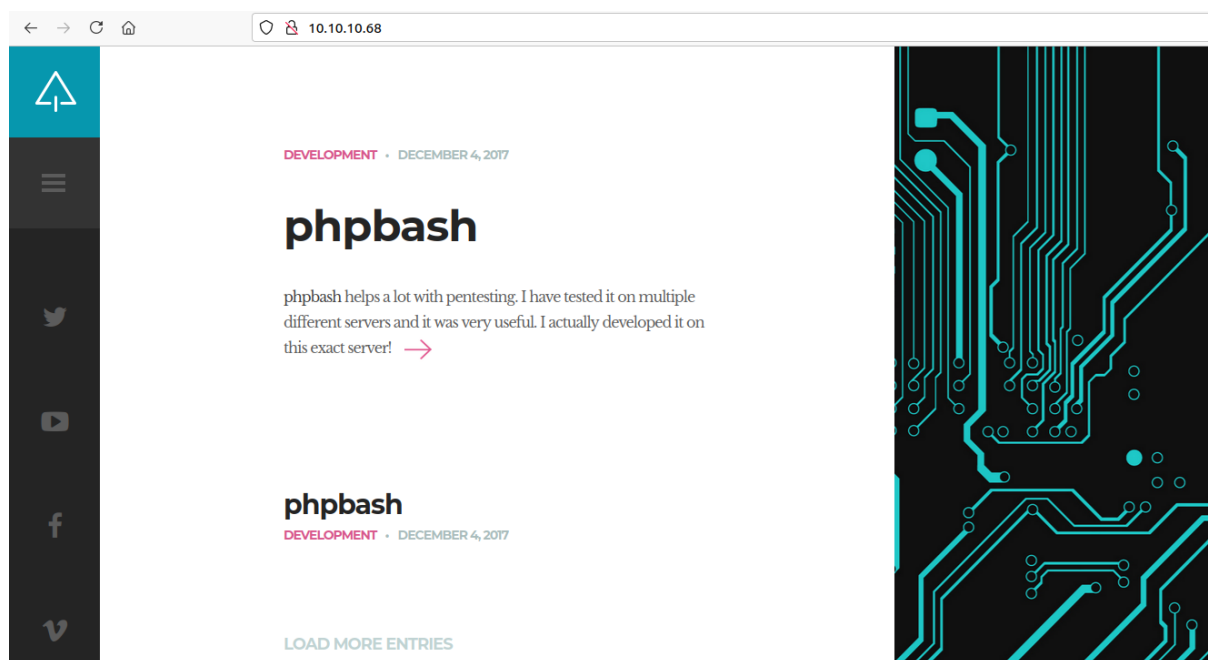 10.10.10.68
DEVELOPMENT • DECEMBER 4, 2017
phpbash
phpbash helps a lot with pentesting. I have tested it on multiple
different servers and it was very useful. I actually developed it on
this exact server!
phpbash
DEVELOPMENT • DECEMBER 4, 2017
LOAD MORE ENTRIES